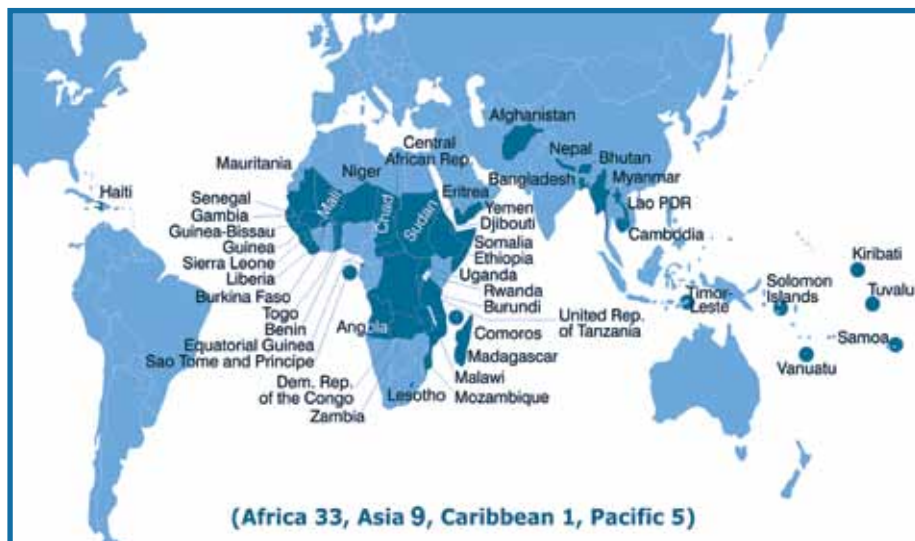 Afghanistan
Nepal
Bhutan
Bangladesh
Myanmar
Lao PDR
Cambodia
Haiti
Mauritania
Mali
Niger
Chad
Central
African Rep.
Sudan
Eritrea
Yemen
Djibouti
Somalia
Ethiopia
Uganda
Rwanda
Burundi
United Rep.
of Tanzania
Senegal
Gambia
Guinea-Bissau
Guinea
Sierra Leone
Liberia
Burkina Faso
Togo
Benin
Equatorial Guinea
Sao Tome and Principe
Angola
Dem. Rep.
of the Congo
Zambia
Lesotho
Comoros
Madagascar
Malawi
Mozambique
Timor-
Leste
Solomon
Islands
Kiribati
Tuvalu
Samoa
Vanuatu
(Africa 33, Asia 9, Caribbean 1, Pacific 5)